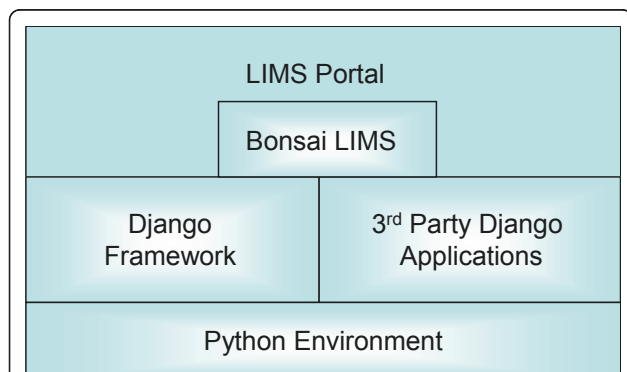 LIMS Portal
Bonsai LIMS
Django
Framework
3rd Party Django
Applications
Python Environment